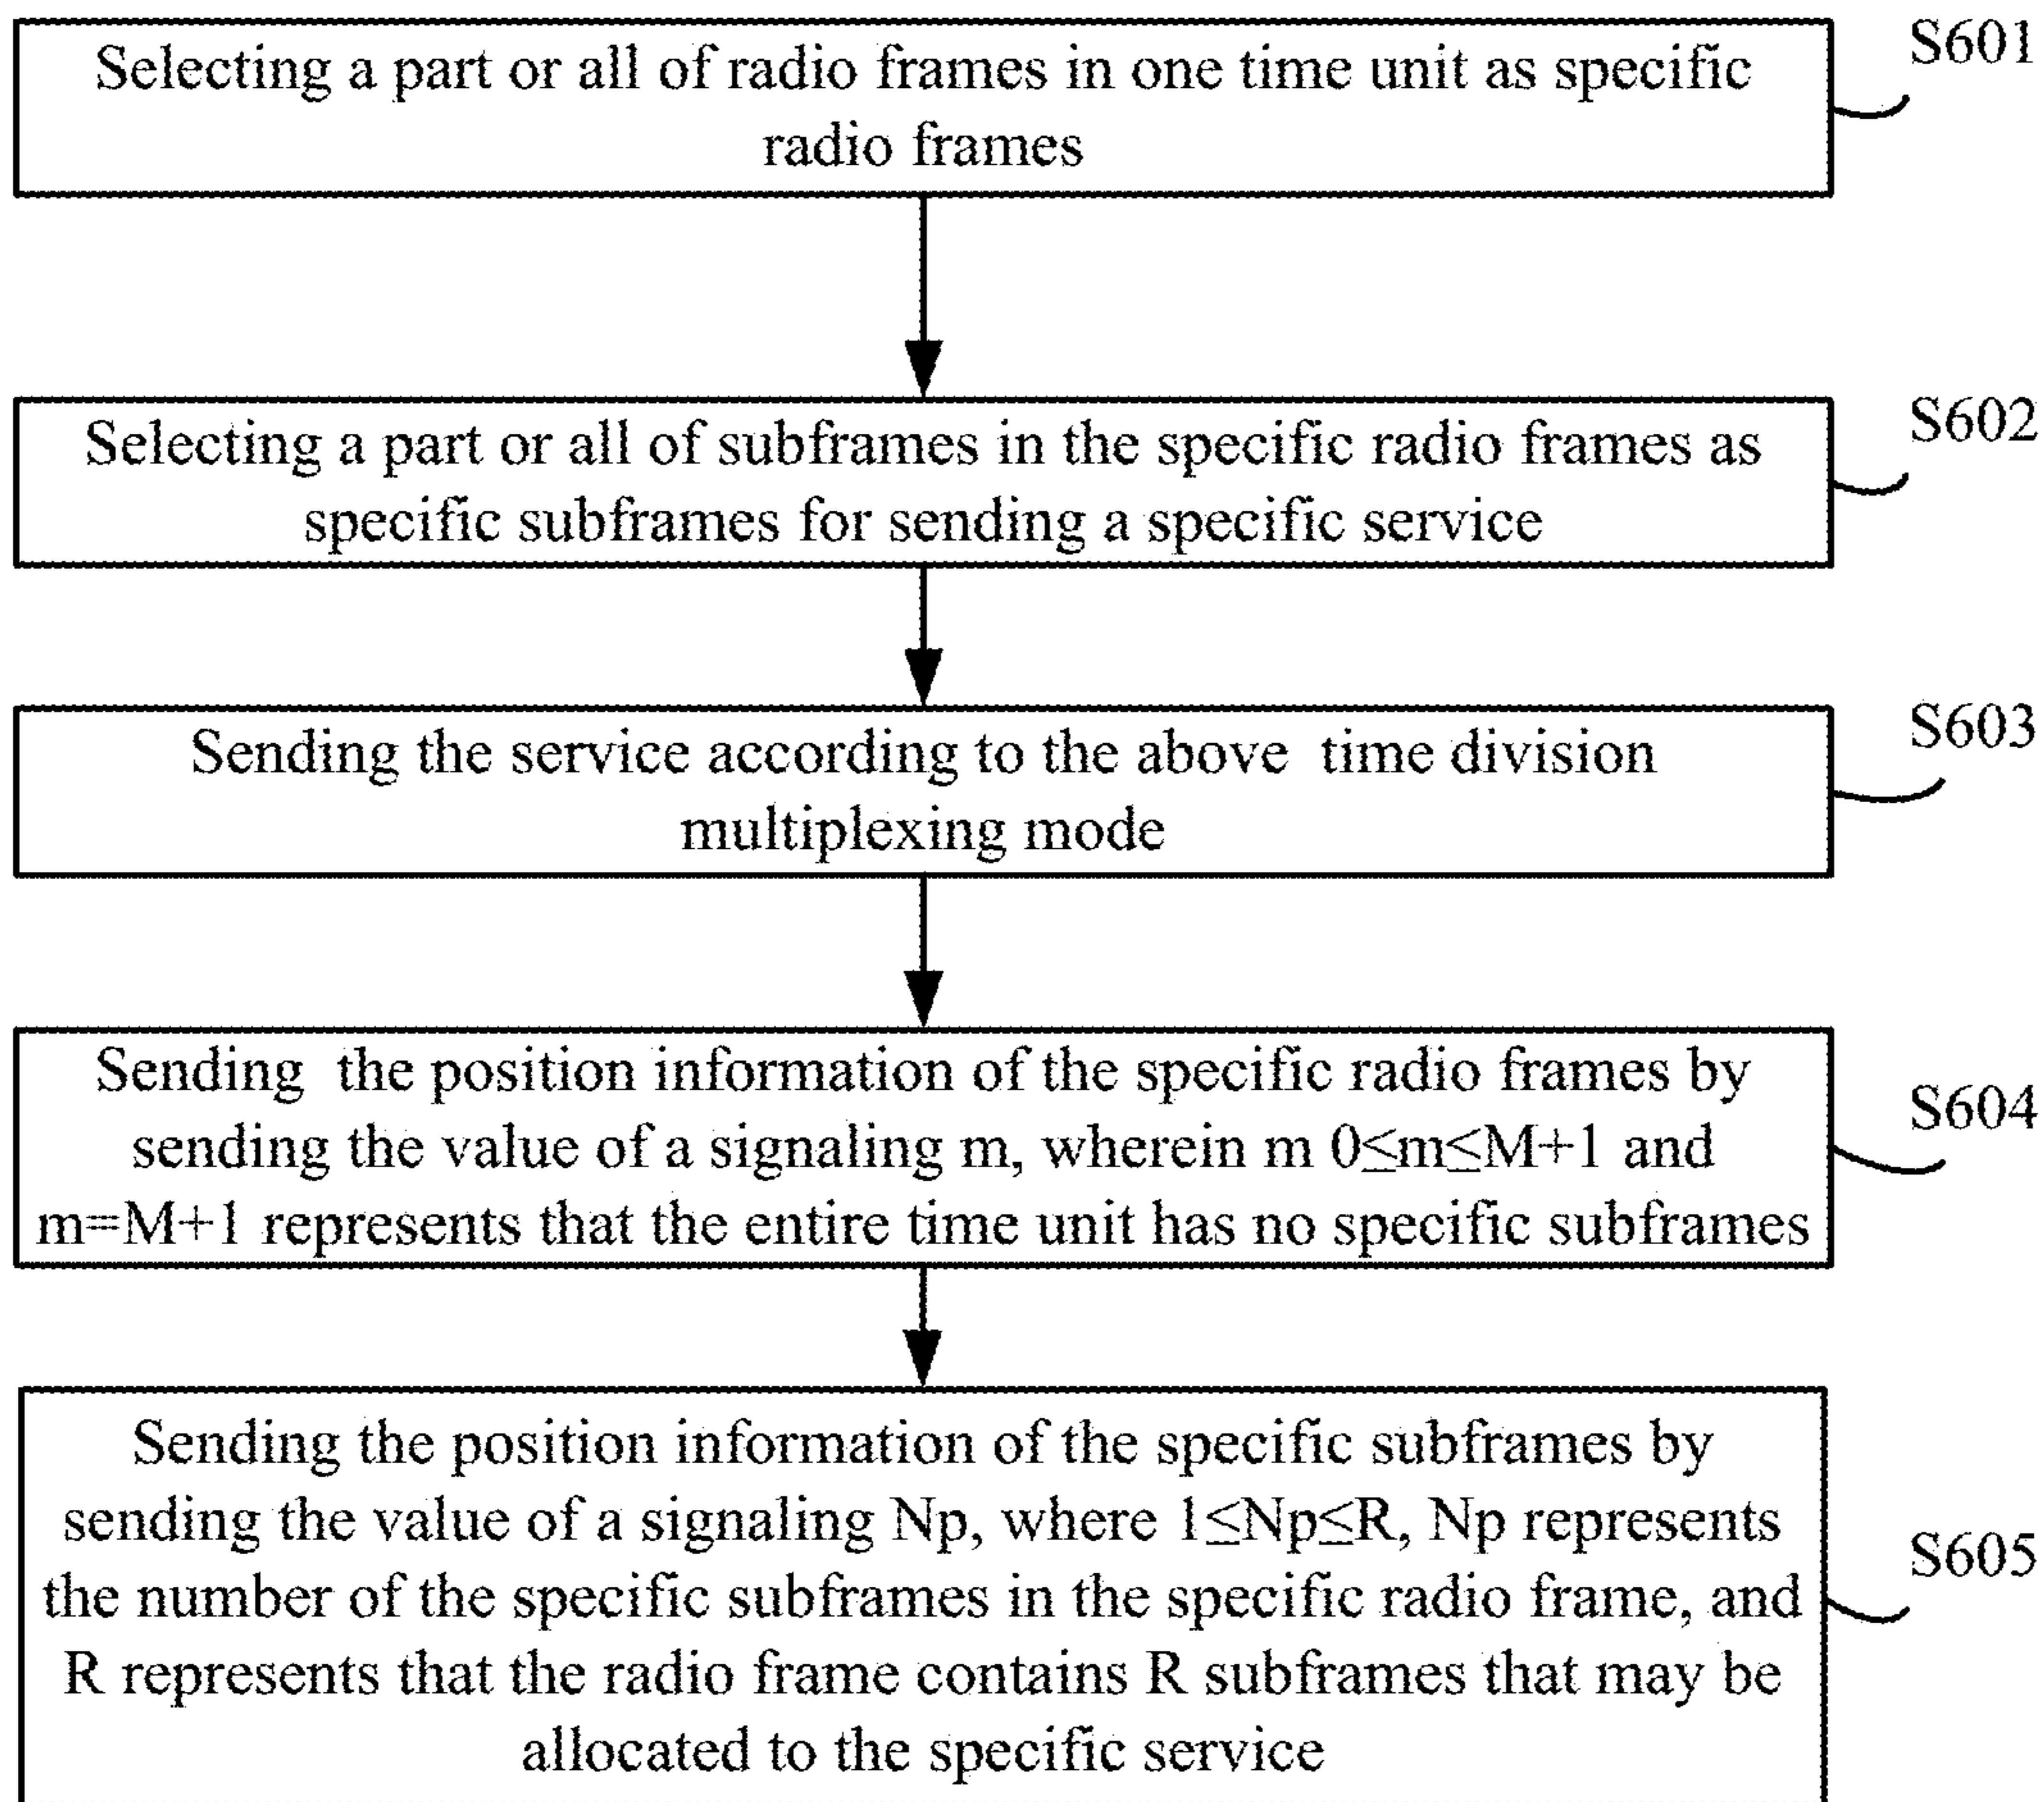 S601
Selecting a part or all of radio frames in one time unit as specific
radio frames
S602
Selecting a part or all of subframes in the specific radio frames as
specific subframes for sending a specific service
S603
Sending the service according to the above time division
multiplexing mode
Sending the position information of the specific radio frames by
S604
sending the value of a signaling m, wherein m 0≤m≤M+1 and
m=M+1 represents that the entire time unit has no specific subframes
Sending the position information of the specific subframes by
sending the value of a signaling Np, where 1≤Np≤R, Np represents
S605
the number of the specific subframes in the specific radio frame, and
R represents that the radio frame contains R subframes that may be
allocated to the specific service